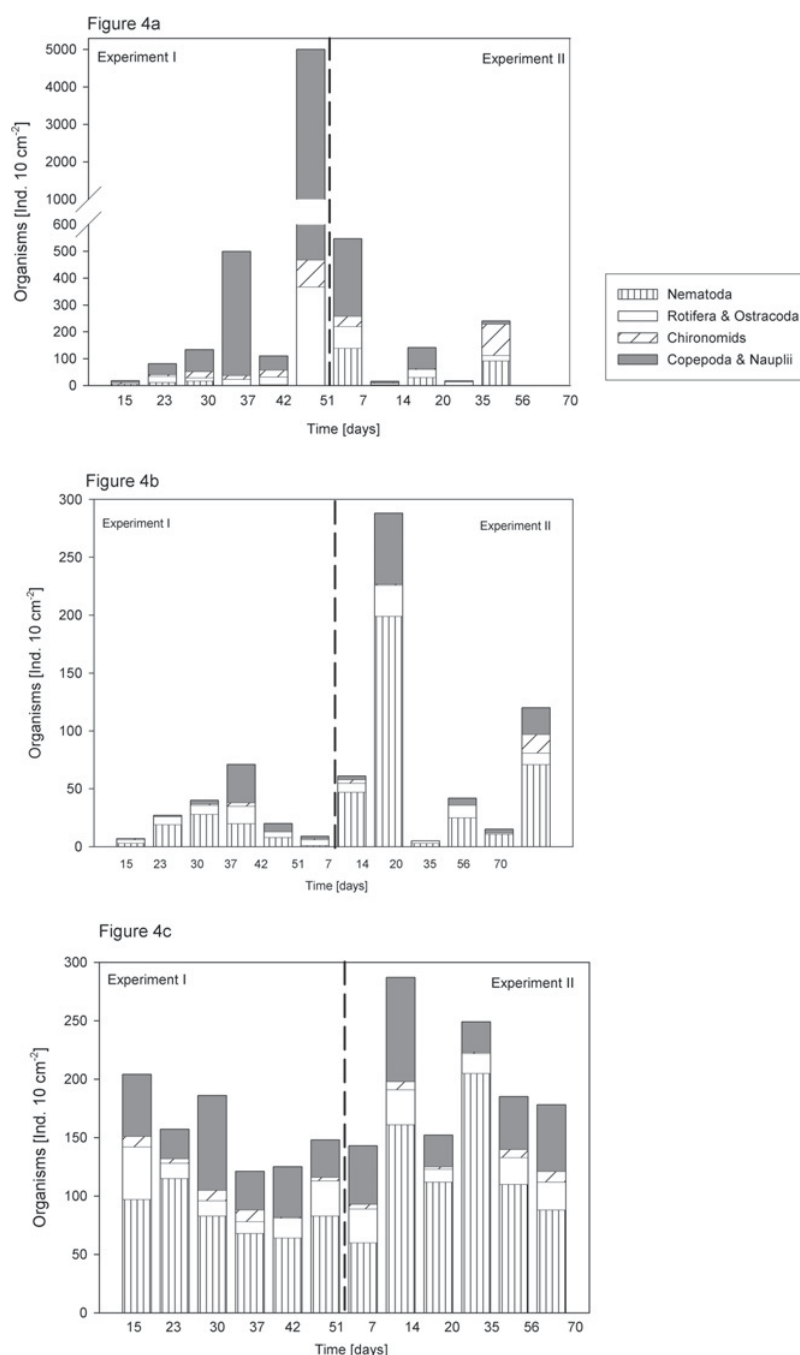 Figure 4a
Experiment I
Experiment II
Organisms [Ind. 10 cm-2]
5000
4000
3000
2000
1000
600
500
400
300
200
100
0
15 23 30 37 42 51 7 14 35 56 70
Time [days]
Nematoda
Rotifera & Ostracoda
Chironomids
Copepoda & Nauplii
Figure 4b
Experiment I
Experiment II
Organisms [Ind. 10 cm-2]
300
250
200
150
100
50
0
15 23 30 37 42 51 7 14 20 35 56 70
Time [days]
Figure 4c
Experiment I
Experiment II
Organisms [Ind. 10 cm-2]
300
250
200
150
100
50
0
15 23 30 37 42 51 7 14 20 35 56 70
Time [days]